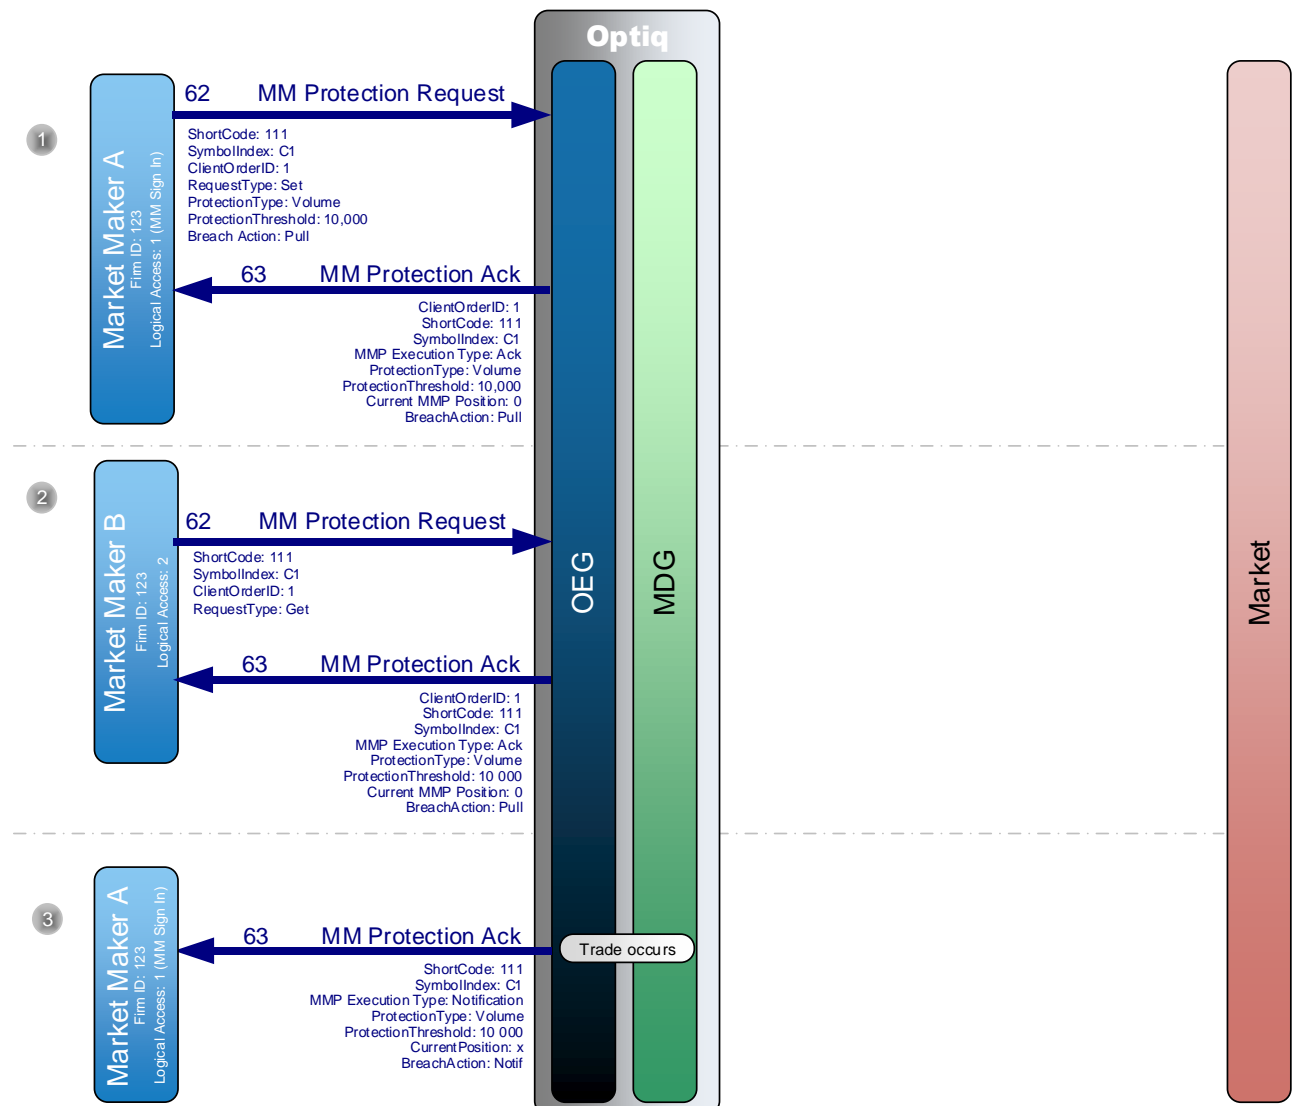 Optiq
1
Market Maker A
Firm ID: 123
Logical Access: 1 (MM Sign In)
62 MM Protection Request
ShortCode: 111
SymbolIndex: C1
ClientOrderID: 1
RequestType: Set
ProtectionType: Volume
ProtectionThreshold: 10,000
Breach Action: Pull
63 MM Protection Ack
ClientOrderID: 1
ShortCode: 111
SymbolIndex: C1
MMP Execution Type: Ack
ProtectionType: Volume
ProtectionThreshold: 10,000
Current MMP Position: 0
BreachAction: Pull
2
Market Maker B
Firm ID: 123
Logical Access: 2
62 MM Protection Request
ShortCode: 111
SymbolIndex: C1
ClientOrderID: 1
RequestType: Get
63 MM Protection Ack
ClientOrderID: 1
ShortCode: 111
SymbolIndex: C1
MMP Execution Type: Ack
ProtectionType: Volume
ProtectionThreshold: 10 000
Current MMP Position: 0
BreachAction: Pull
OEG
MDG
Market
3
Market Maker A
Firm ID: 123
Logical Access: 1 (MM Sign In)
63 MM Protection Ack
Trade occurs
ShortCode: 111
SymbolIndex: C1
MMP Execution Type: Notification
ProtectionType: Volume
ProtectionThreshold: 10 000
CurrentPosition: x
BreachAction: Notif